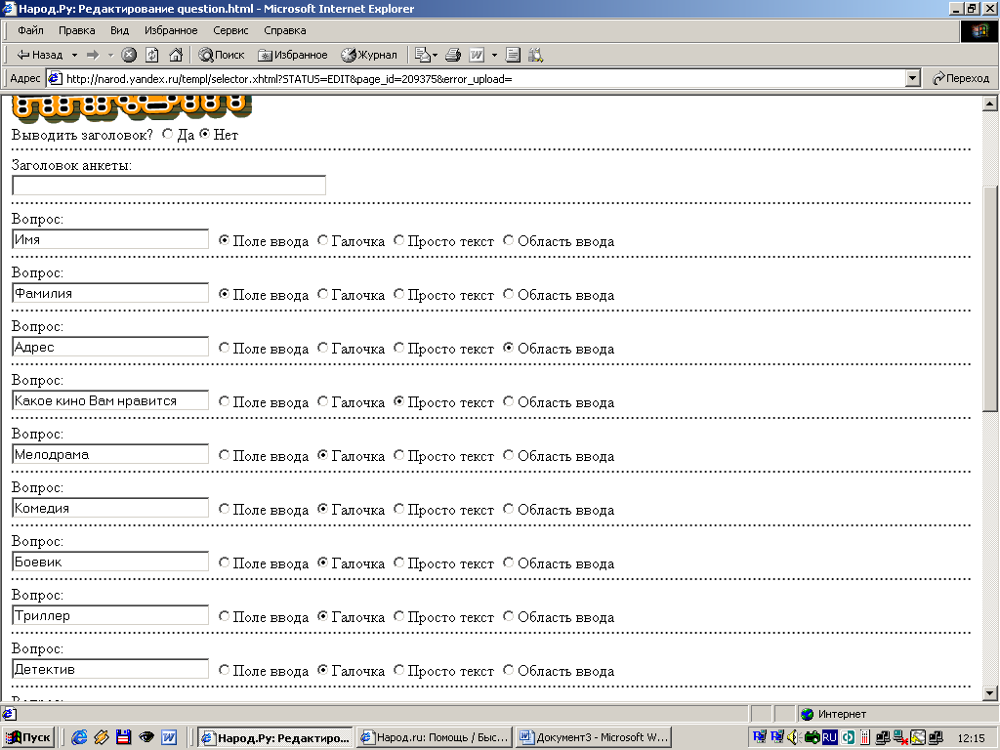 Народ.Ру: Редактирование question.html - Microsoft Internet Explorer
Файл Правка Вид Избранное Сервис Справка
Назад Поиск Избранное Журнал
Адрес http://narod.yandex.ru/templ/selector.xhtml?STATUS=EDIT&page_id=209375&error_upload= Переход
Выводить заголовок? Да Нет
Заголовок анкеты:
Вопрос:
Имя Поле ввода Галочка Просто текст Область ввода
Вопрос:
Фамилия Поле ввода Галочка Просто текст Область ввода
Вопрос:
Адрес Поле ввода Галочка Просто текст Область ввода
Вопрос:
Какое кино Вам нравится Поле ввода Галочка Просто текст Область ввода
Вопрос:
Мелодрама Поле ввода Галочка Просто текст Область ввода
Вопрос:
Комедия Поле ввода Галочка Просто текст Область ввода
Вопрос:
Боевик Поле ввода Галочка Просто текст Область ввода
Вопрос:
Триллер Поле ввода Галочка Просто текст Область ввода
Вопрос:
Детектив Поле ввода Галочка Просто текст Область ввода
Интернет
Пуск Народ.Ру: Редактиро... Народ.ru: Помощь / Быс... Документ3 - Microsoft W... RU 12:15